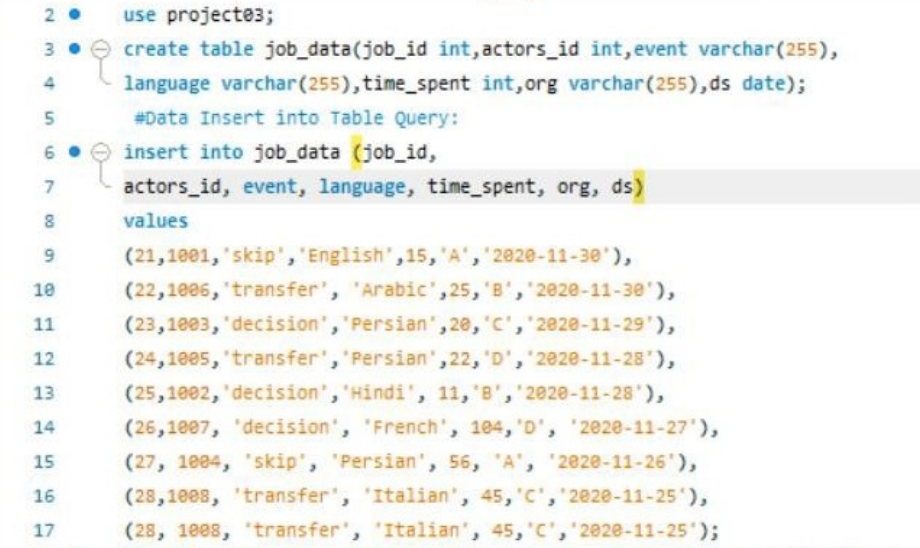 2 use project03;
3 create table job_data(job_id int,actors_id int,event varchar(255),
4 language varchar(255),time_spent int,org varchar(255),ds date);
5 #Data Insert into Table Query:
6 insert into job_data (job_id,
7 actors_id, event, language, time_spent, org, ds)
8 values
9 (21,1001,'skip','English',15,'A','2020-11-30'),
10 (22,1006,'transfer', 'Arabic',25,'B','2020-11-30'),
11 (23,1003,'decision','Persian',20,'C','2020-11-29'),
12 (24,1005,'transfer','Persian',22,'D','2020-11-28'),
13 (25,1002,'decision','Hindi', 11,'B','2020-11-28'),
14 (26,1007, 'decision', 'French', 104,'D', '2020-11-27'),
15 (27, 1004, 'skip', 'Persian', 56, 'A', '2020-11-26'),
16 (28,1008, 'transfer', 'Italian', 45,'C','2020-11-25'),
17 (28, 1008, 'transfer', 'Italian', 45,'C','2020-11-25');